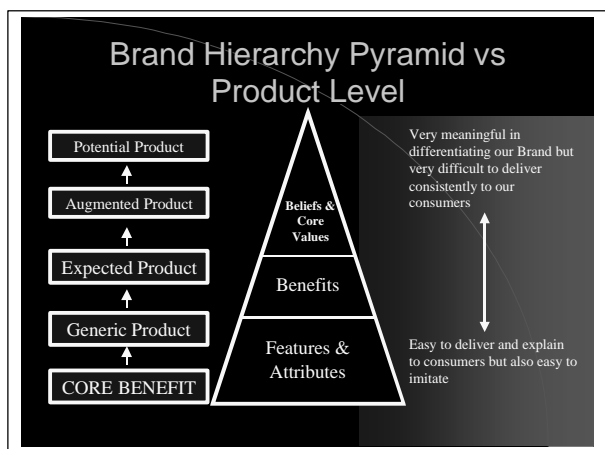 Brand Hierarchy Pyramid vs
Product Level
Potential Product
Augmented Product
Expected Product
Generic Product
CORE BENEFIT
Beliefs &
Core
Values
Benefits
Features &
Attributes
Very meaningful in
differentiating our Brand but
very difficult to deliver
consistently to our
consumers
Easy to deliver and explain
to consumers but also easy to
imitate